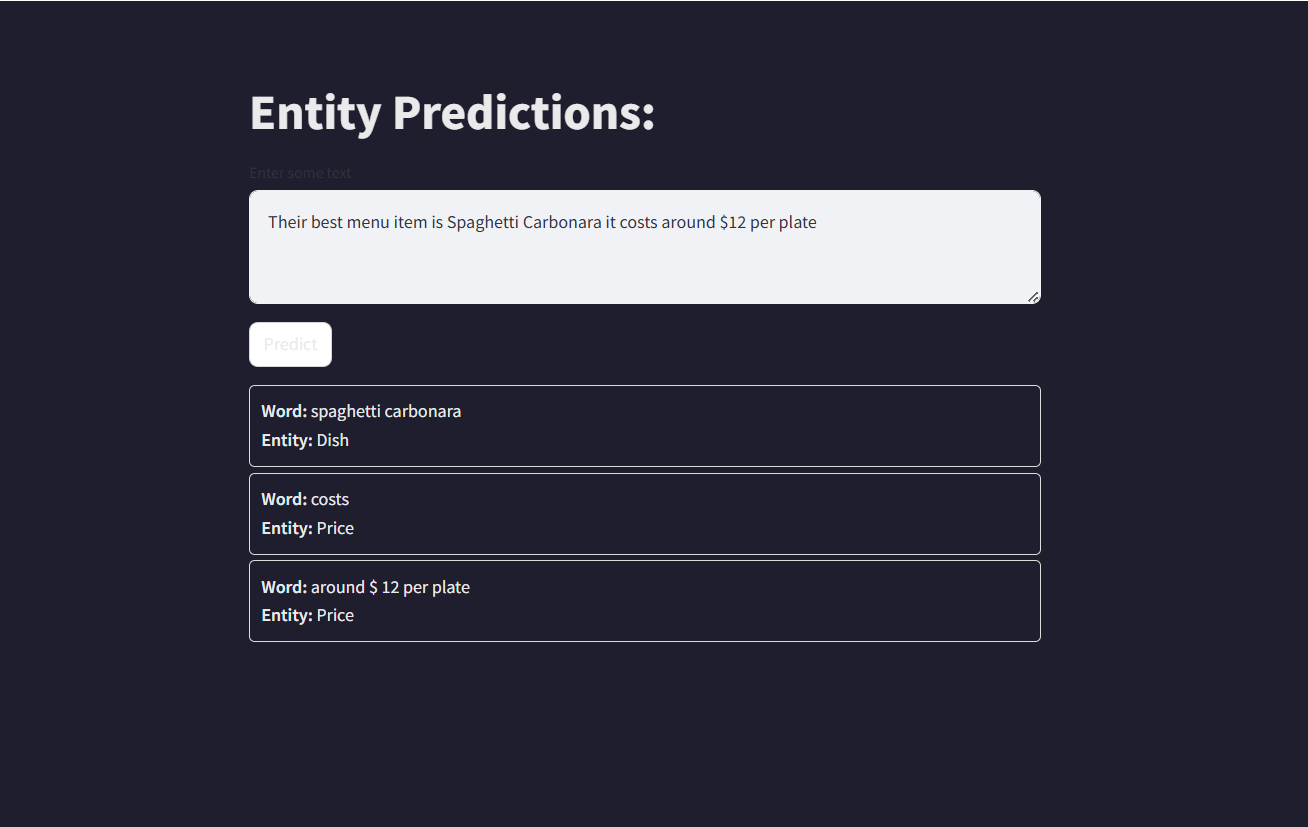 Entity Predictions:
Enter some text
Their best menu item is Spaghetti Carbonara it costs around $12 per plate
Predict
Word: spaghetti carbonara
Entity: Dish
Word: costs
Entity: Price
Word: around $ 12 per plate
Entity: Price